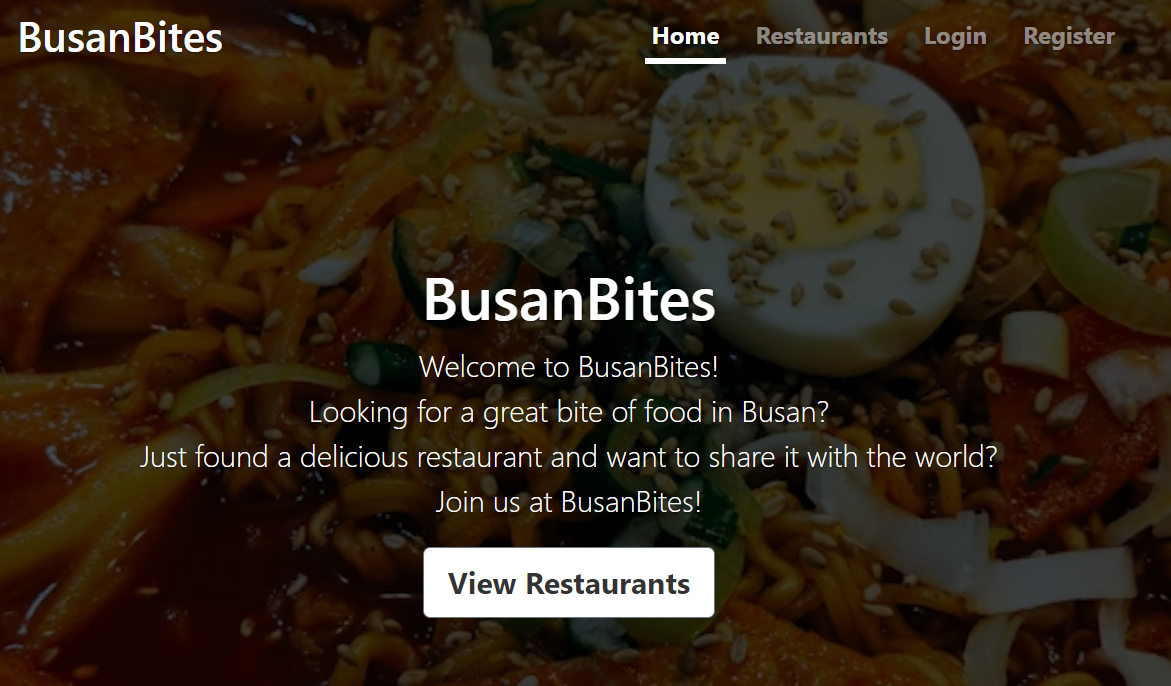 BusanBites
Home Restaurants Login Register
BusanBites
Welcome to BusanBites!
Looking for a great bite of food in Busan?
Just found a delicious restaurant and want to share it with the world?
Join us at BusanBites!
View Restaurants